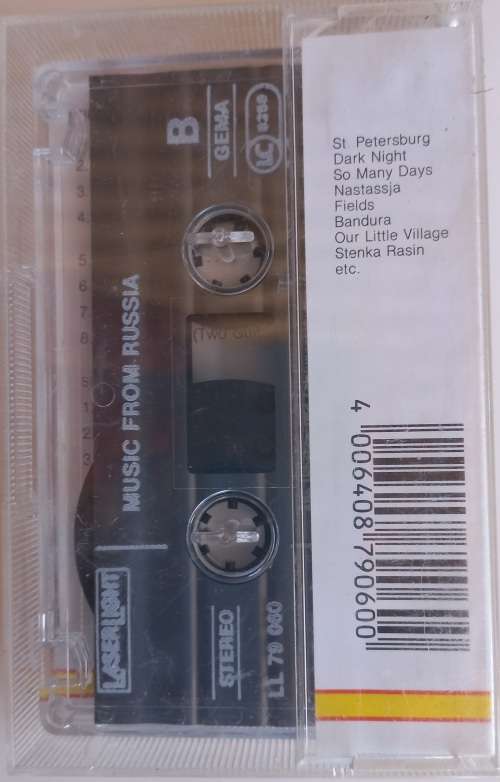 St. Petersburg
Dark Night
So Many Days
Nastassja
Fields
Bandura
Our Little Village
Stenka Rasin
etc.
4 006408 790600
B
GEMA
LC 8259
MUSIC FROM RUSSIA
LASERLIGHT
STEREO
LL 79 060